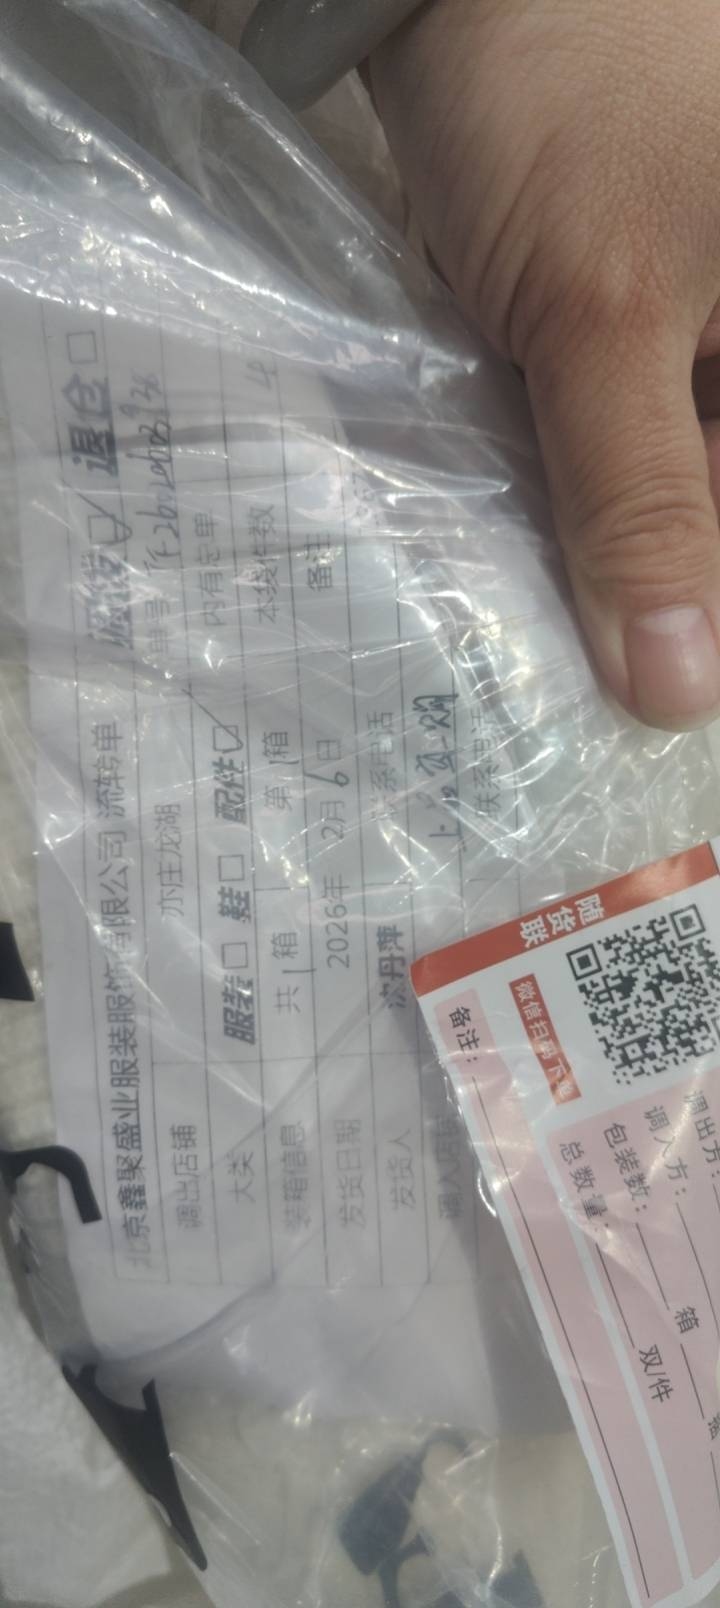 北京鑫聚盛业服装服饰有限公司 流转单 调货 退仓
调出店铺 亦庄龙湖 单号
大类 服装 鞋 配件 内有总单
装箱信息 共1箱 第1箱 本袋件数
发货日期 2026年2月6日 备注
发货人 沈丹萍 联系电话
调入店铺
联系电话
随货联
微信扫码下单
调出方：
调入方：
包装数： 箱
总数量： 双/件
备注：